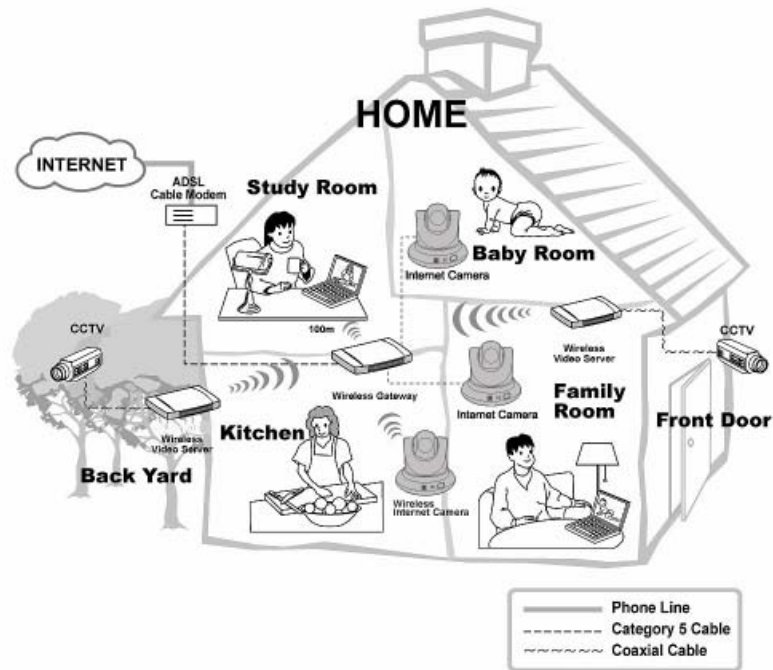 HOME
INTERNET
ADSL
Cable Modem
Study Room
Baby Room
Internet Camera
100m
CCTV
Wireless
Video Server
CCTV
Wireless Gateway
Internet Camera
Family
Room
Front Door
Wireless
Video Server
Kitchen
Back Yard
Wireless
Internet Camera
Phone Line
Category 5 Cable
Coaxial Cable